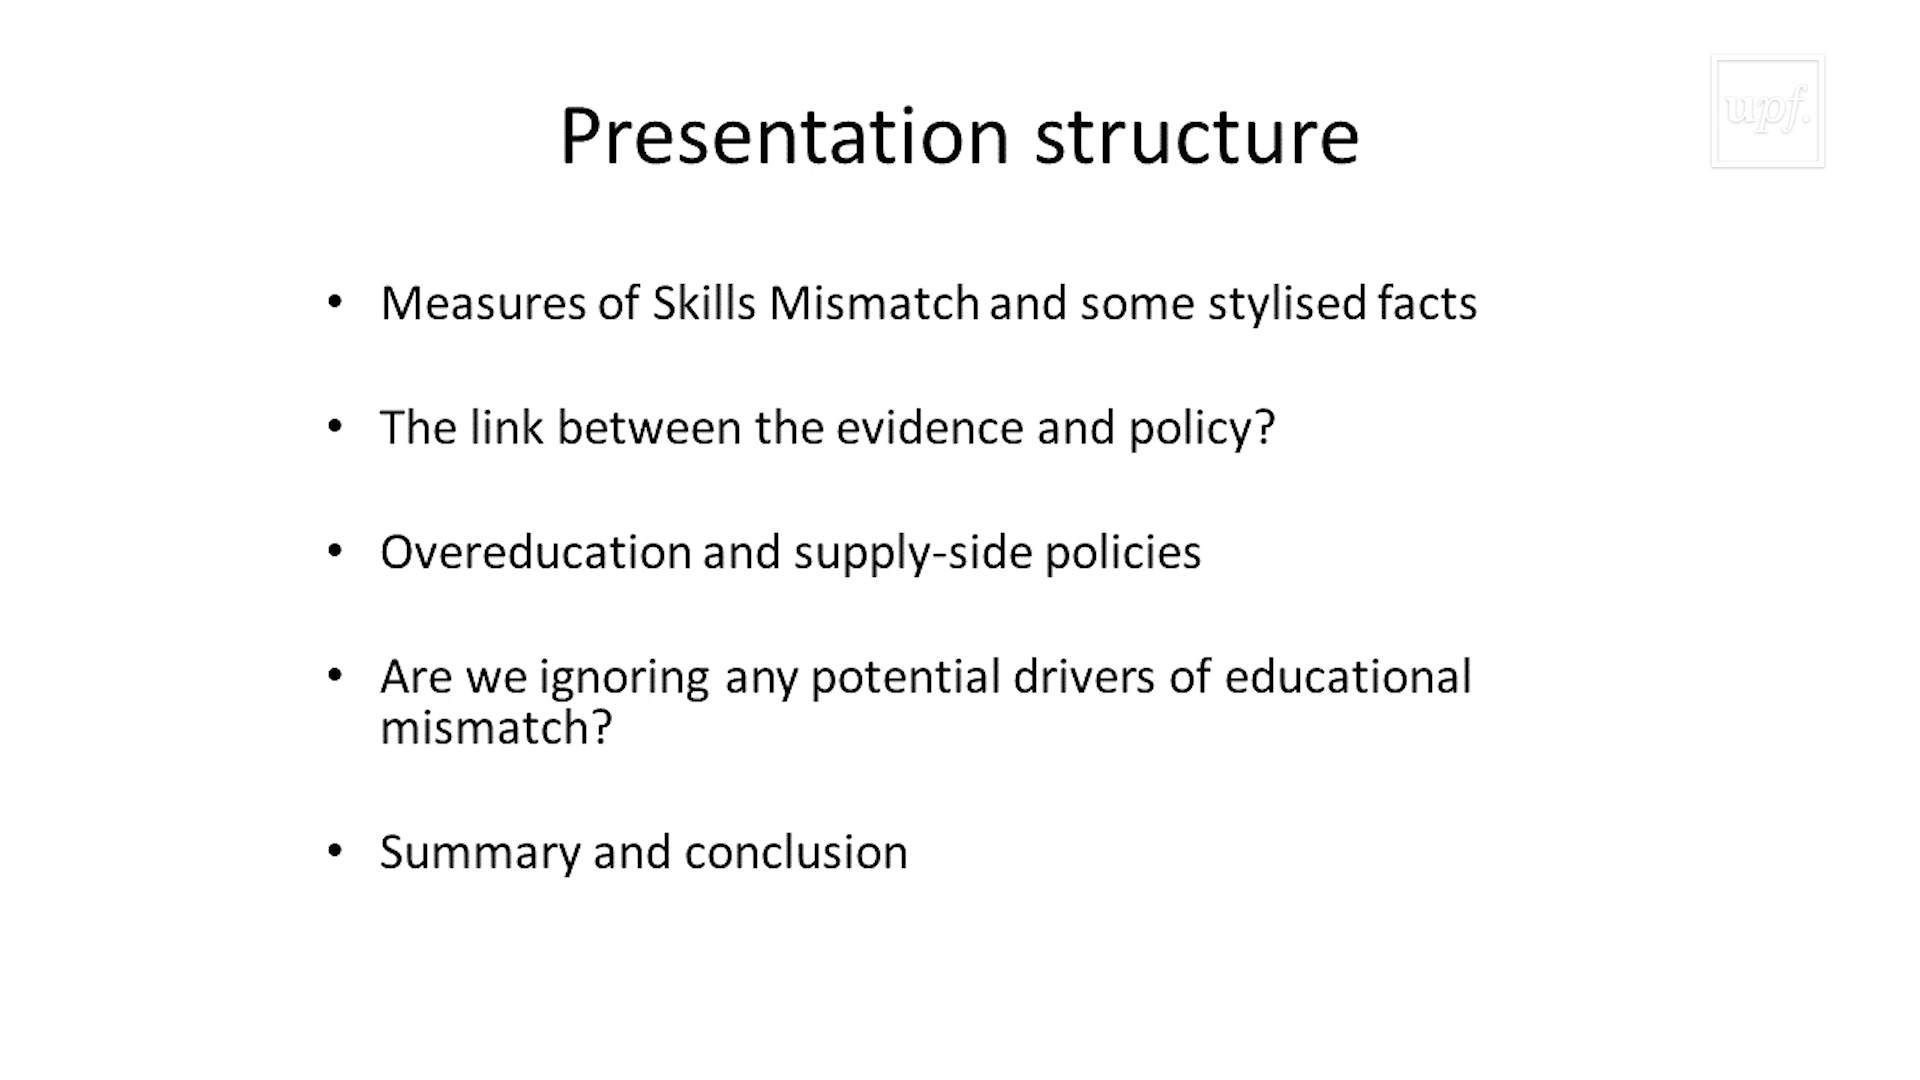 Presentation structure
upf.
• Measures of Skills Mismatch and some stylised facts
• The link between the evidence and policy?
• Overeducation and supply-side policies
• Are we ignoring any potential drivers of educational
mismatch?
• Summary and conclusion